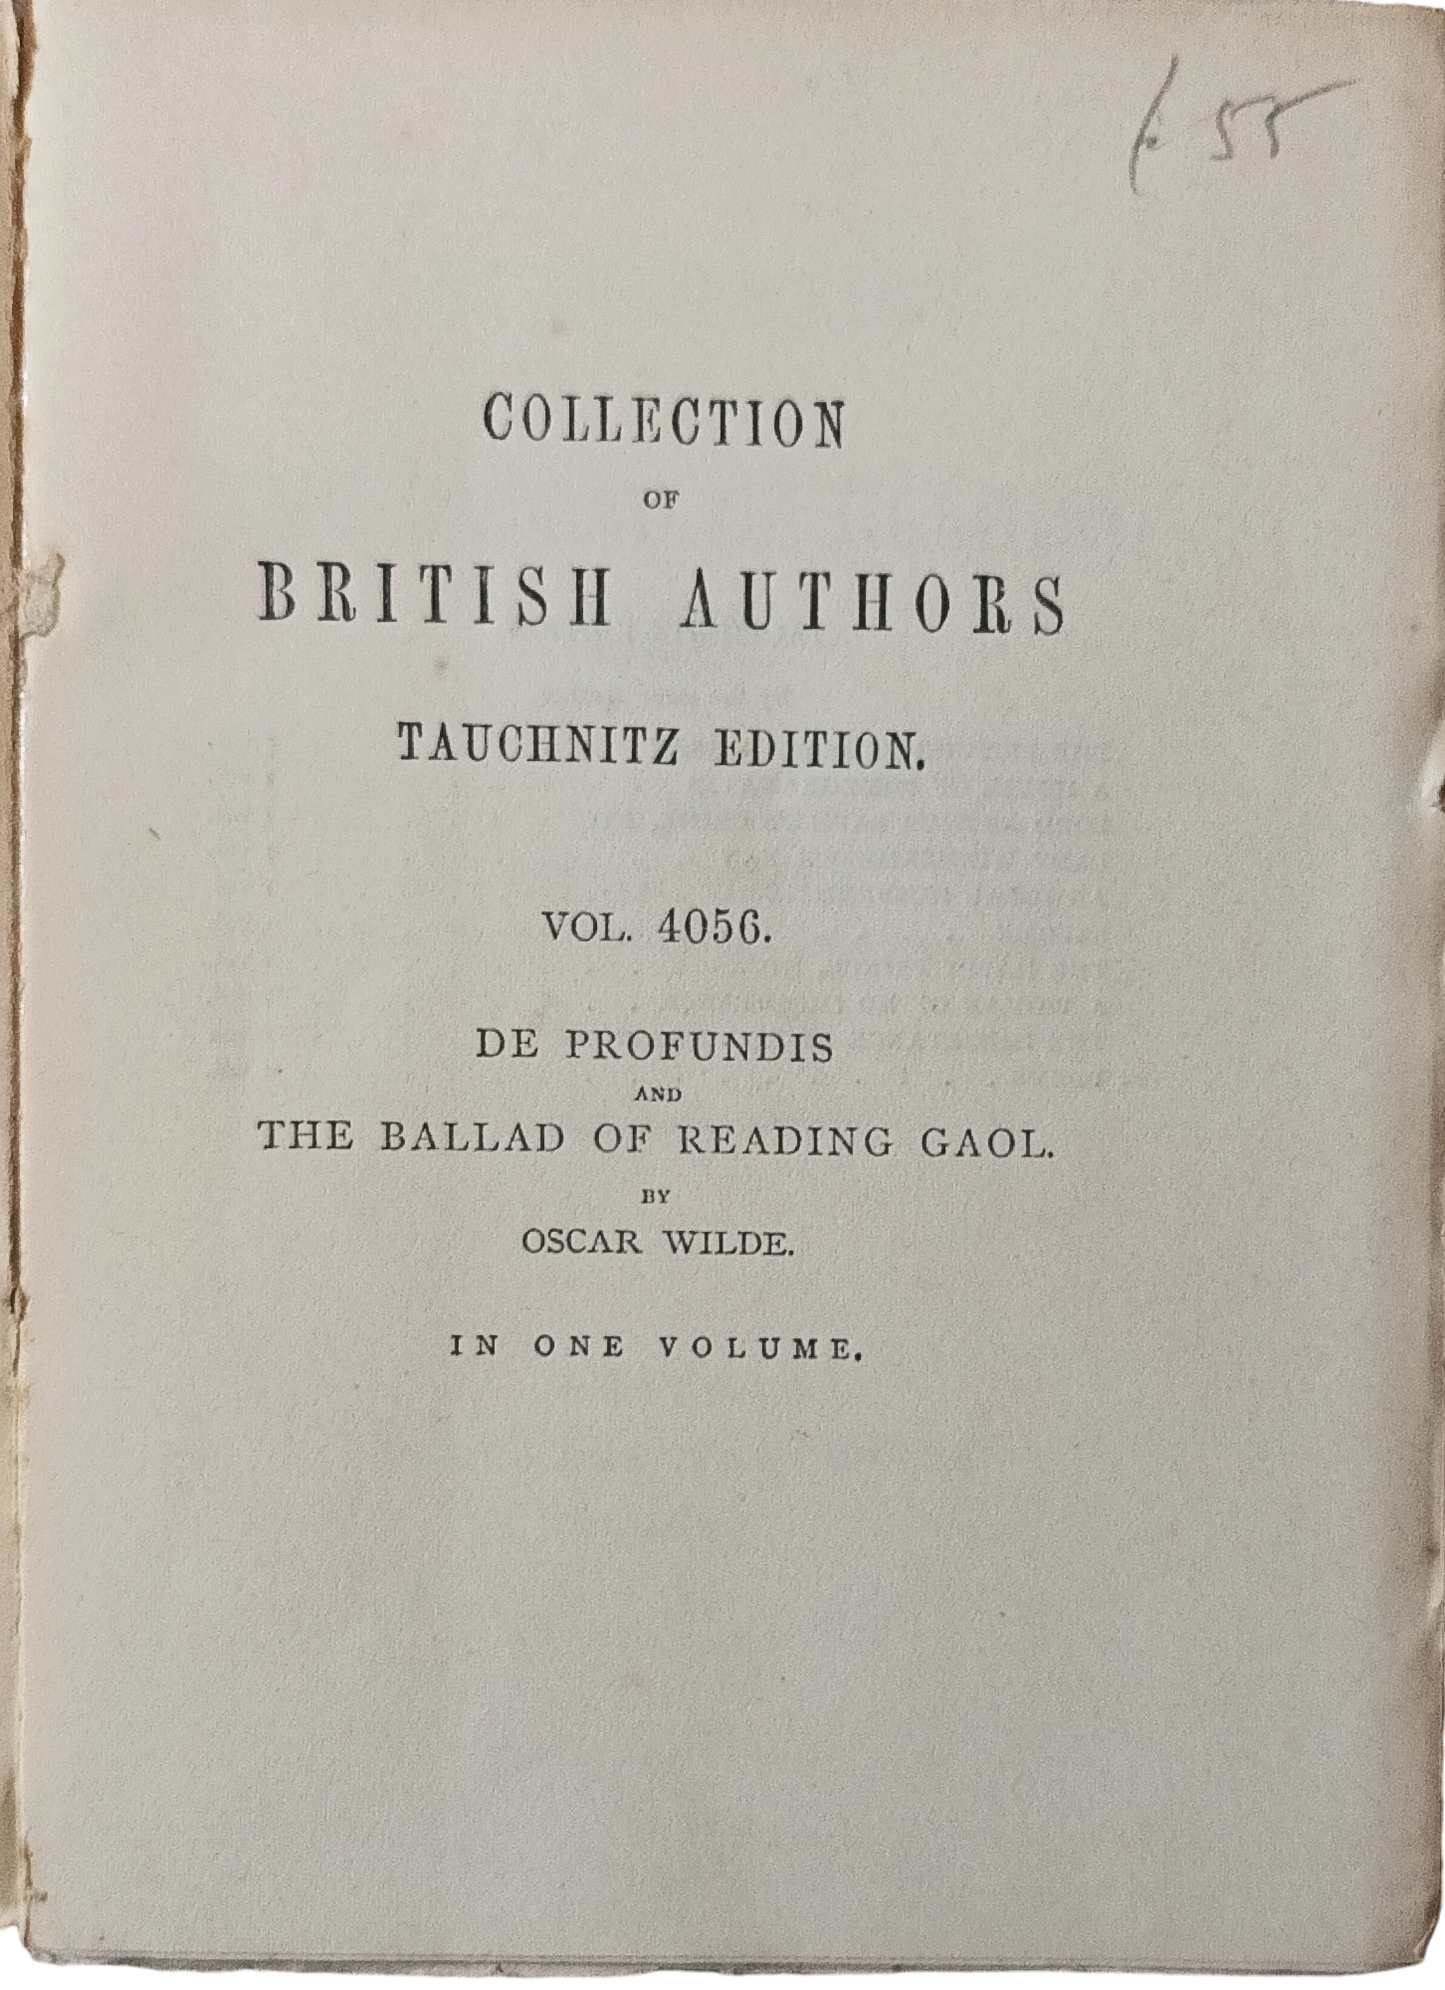 55
COLLECTION
OF
BRITISH AUTHORS
TAUCHNITZ EDITION.
VOL. 4056.
DE PROFUNDIS
AND
THE BALLAD OF READING GAOL.
BY
OSCAR WILDE.
IN ONE VOLUME.